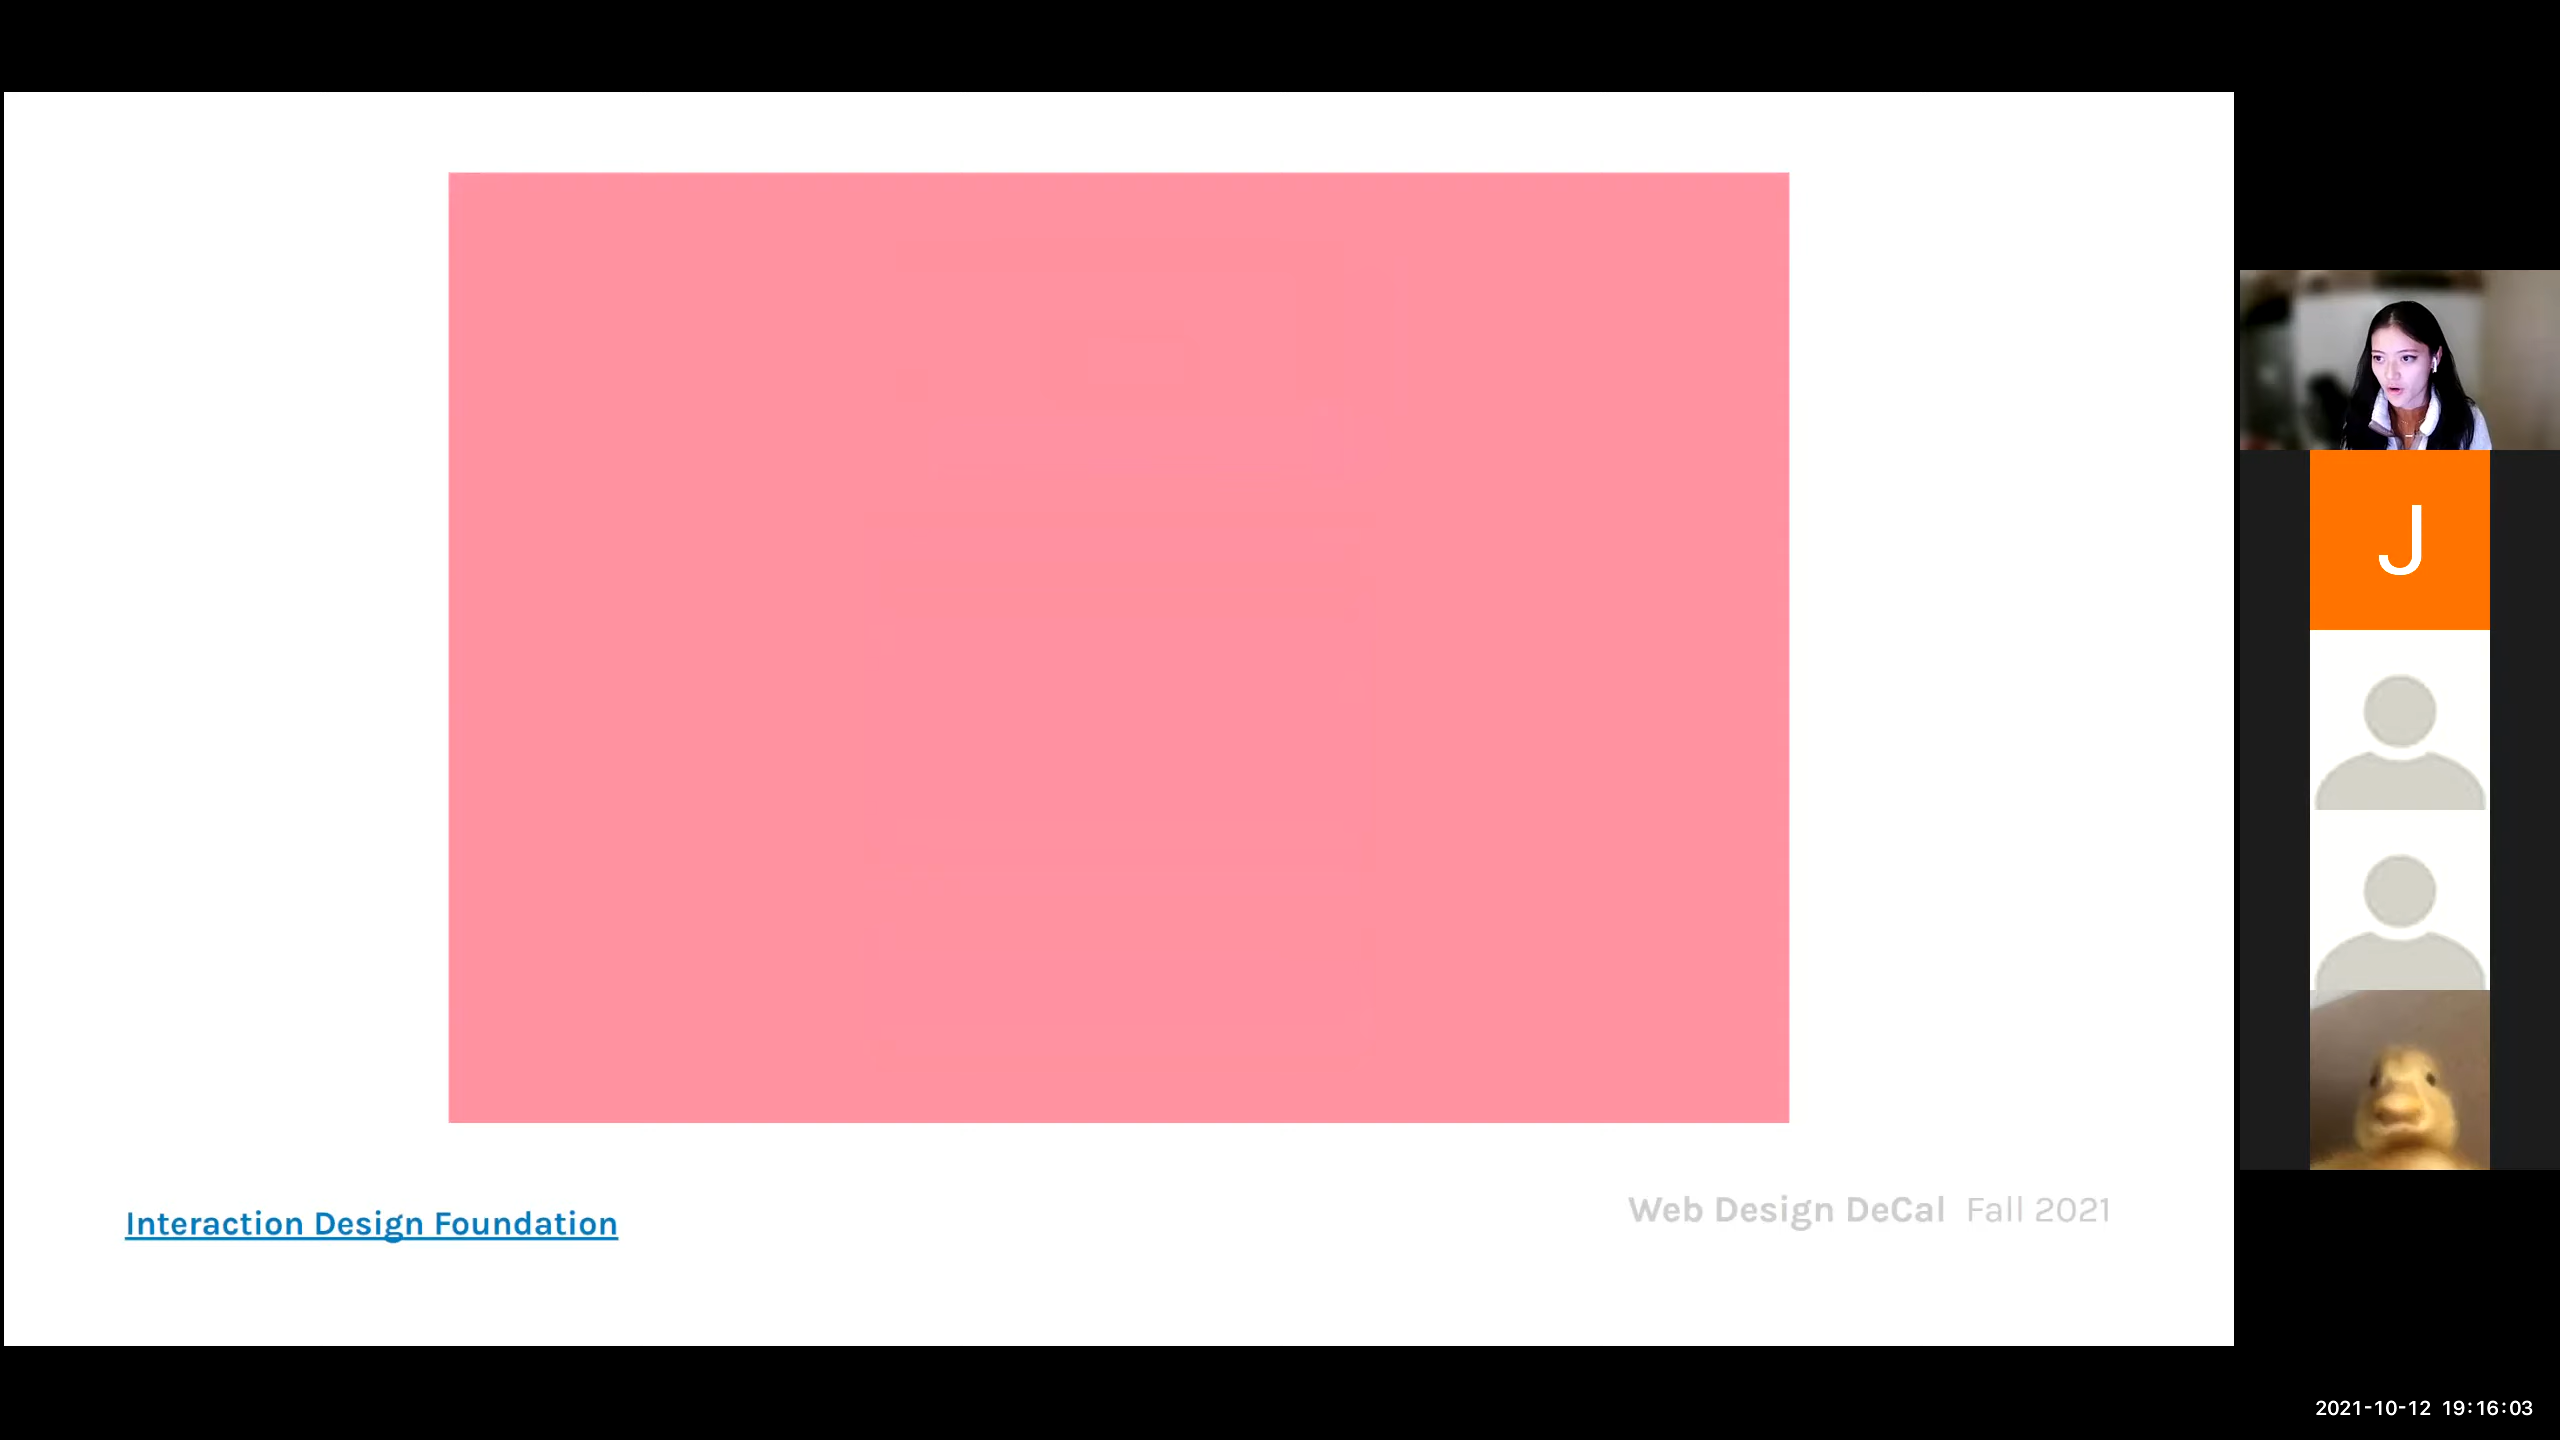 J
Interaction Design Foundation
Web Design DeCal Fall 2021
2021-10-12 19:16:03